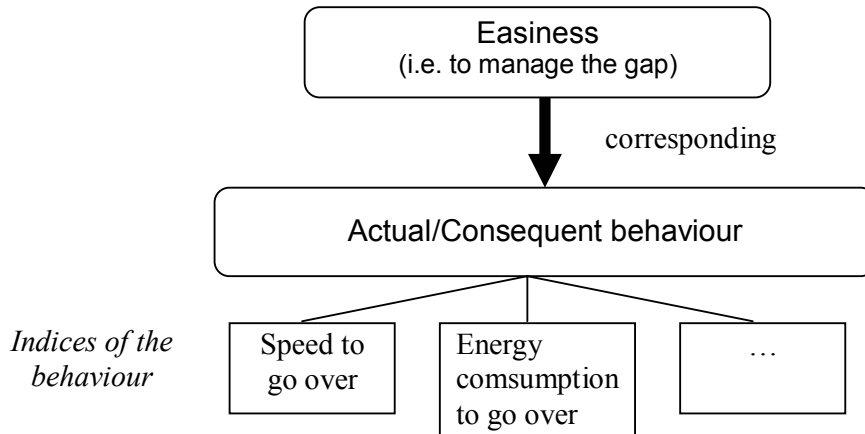 Easiness
(i.e. to manage the gap)
corresponding
Actual/Consequent behaviour
Indices of the
behaviour
Speed to
go over
Energy
comsumption
to go over
…